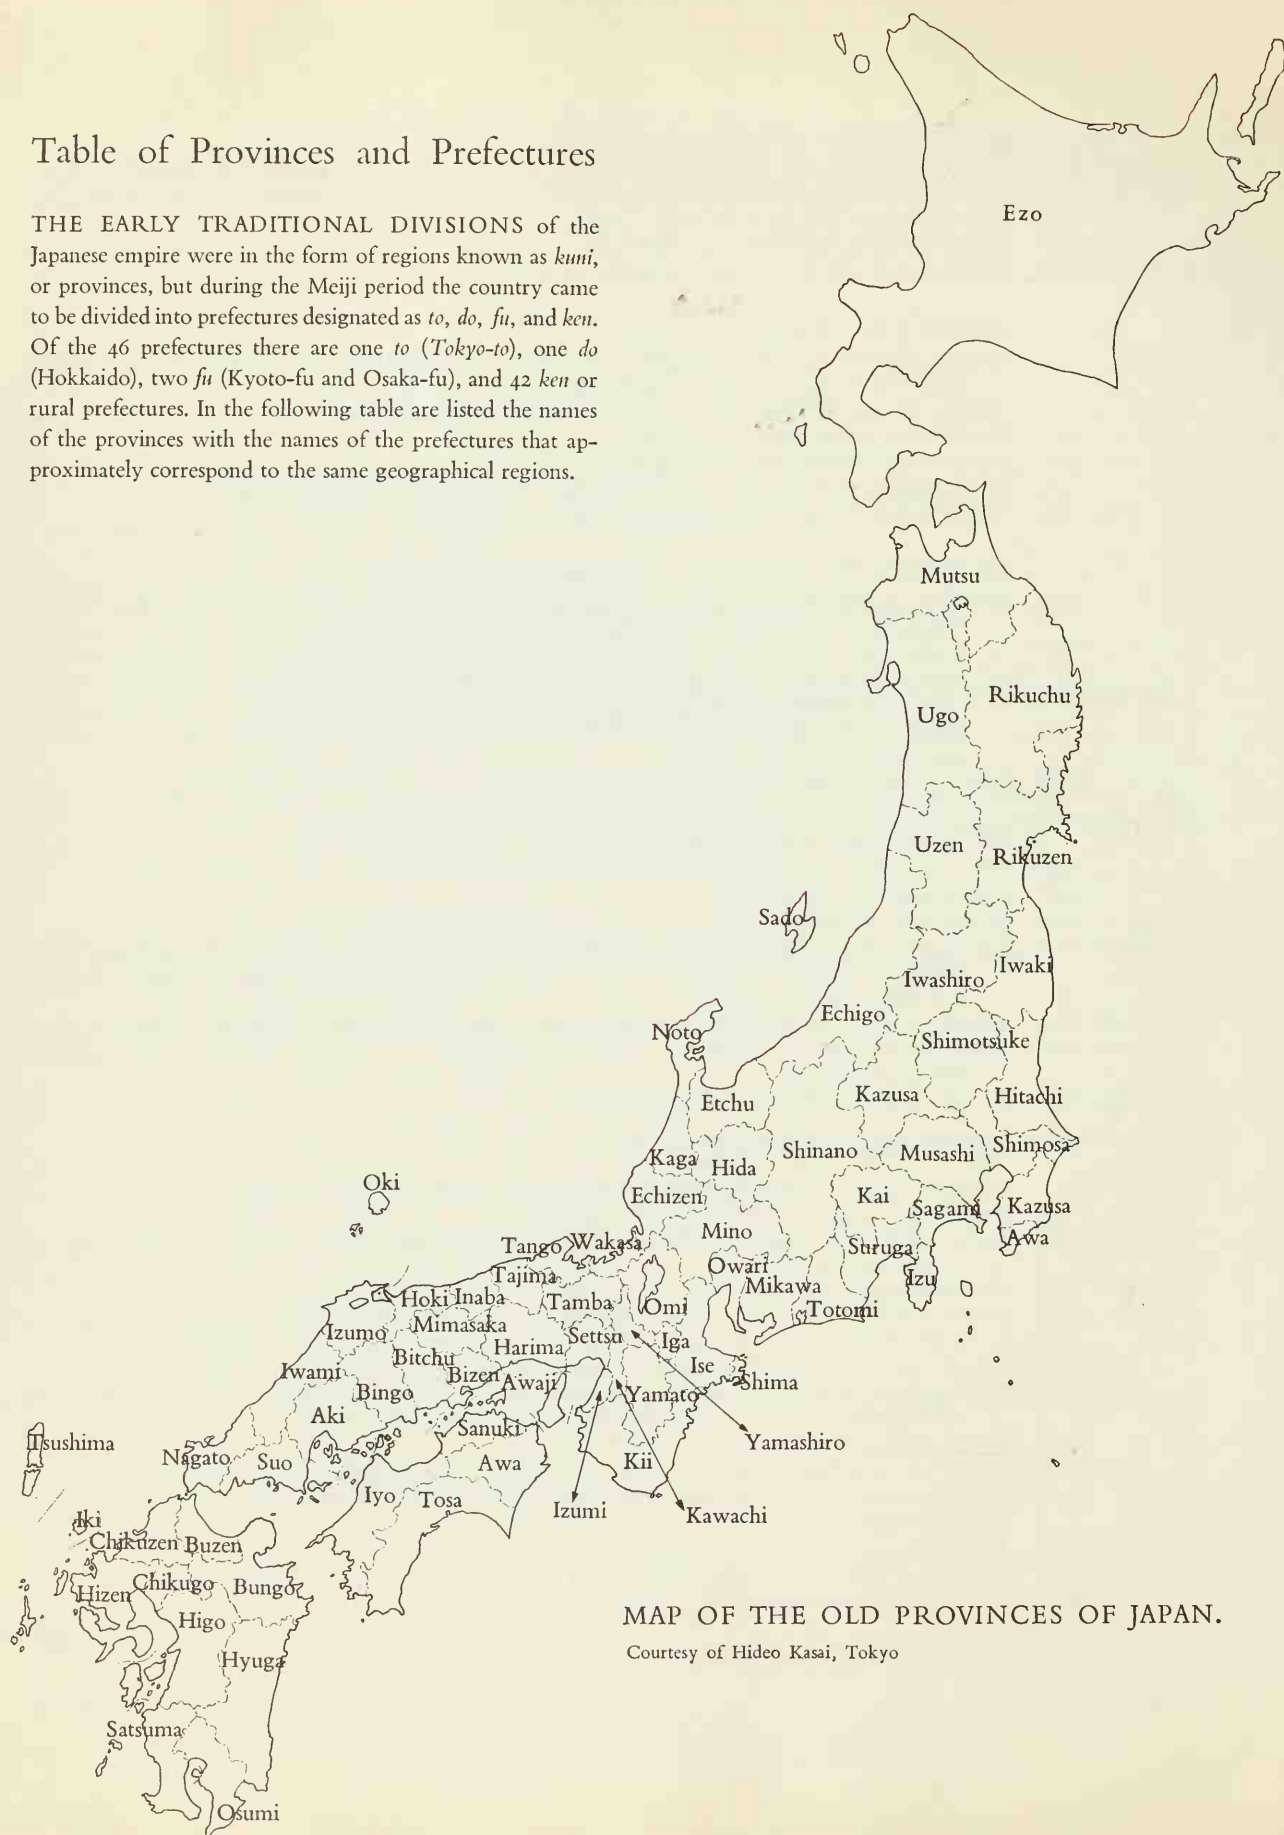 Table of Provinces and Prefectures
THE EARLY TRADITIONAL DIVISIONS of the
Japanese empire were in the form of regions known as kuni,
or provinces, but during the Meiji period the country came
to be divided into prefectures designated as to, do, fu, and ken.
Of the 46 prefectures there are one to (Tokyo-to), one do
(Hokkaido), two fu (Kyoto-fu and Osaka-fu), and 42 ken or
rural prefectures. In the following table are listed the names
of the provinces with the names of the prefectures that ap-
proximately correspond to the same geographical regions.
Ezo
Mutsu
Rikuchu
Ugo
Uzen
Rikuzen
Sado
Iwaki
Iwashiro
Echigo
Noto
Shimotsuke
Kazusa
Hitachi
Etchu
Shinano
Musashi
Shimosa
Kaga
Hida
Oki
Echizen
Kai
Sagami
Kazusa
Mino
Awa
Tango
Wakasa
Suruga
Owari
Tajima
Izu
Mikawa
Hoki
Inaba
Tamba
Omi
Totomi
Mimasaka
Izumo
Settsu
Iga
Harima
Bitchu
Ise
Iwami
Bizen
Awaji
Shima
Bingo
Yamato
Aki
Sanuki
Tsushima
Yamashiro
Nagato
Suo
Awa
Kii
Iyo
Tosa
Izumi
Kawachi
Iki
Chikuzen
Buzen
Chikugo
Bungo
Hizen
Higo
Hyuga
Satsuma
Osumi
MAP OF THE OLD PROVINCES OF JAPAN.
Courtesy of Hideo Kasai, Tokyo